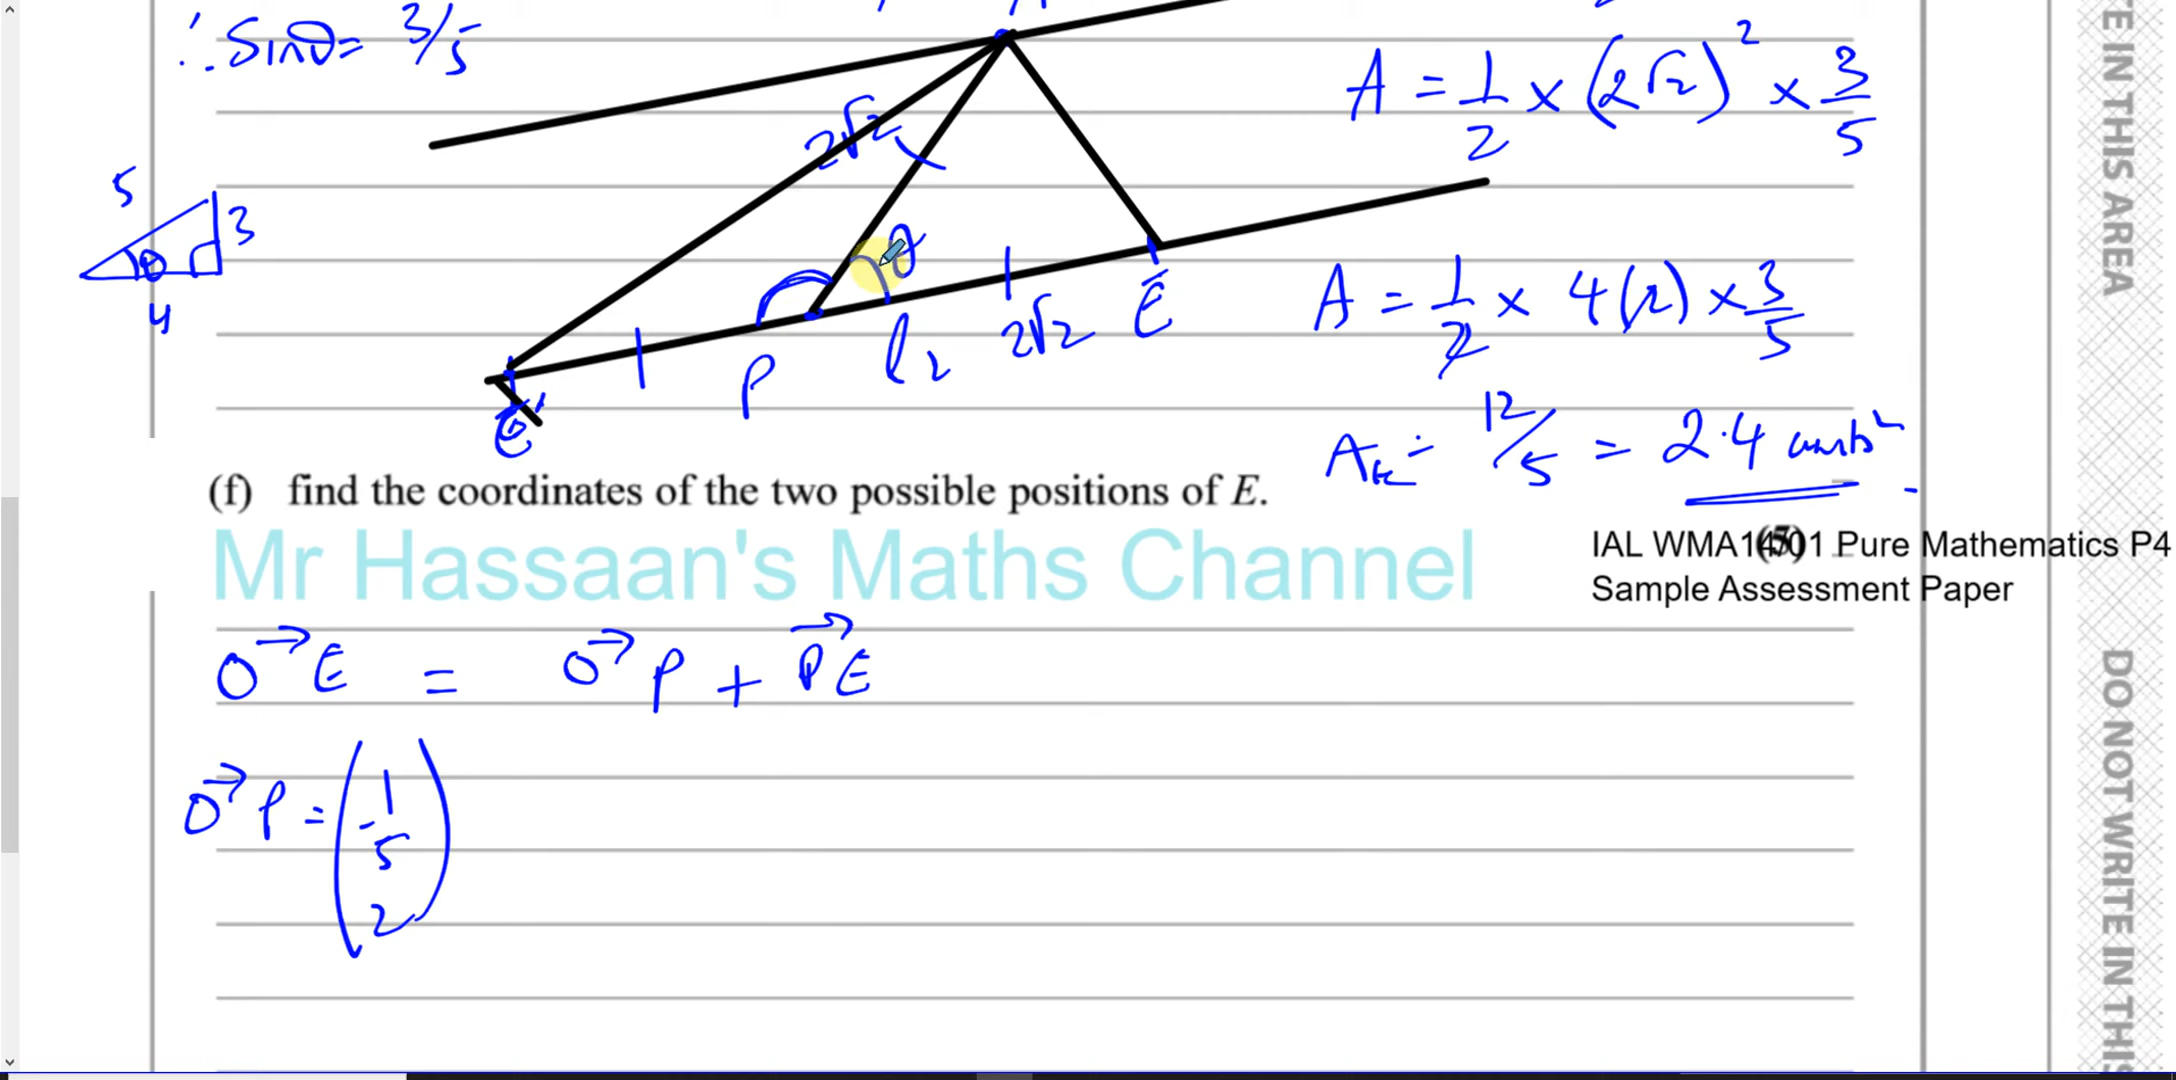 ∴ Sinθ = 3/5
A = 1/2 × (2√2)² × 3/5
2√2
5
3
θ
4
θ
E
2√2
l₂
P
E'
A = 1/2 × 4(2) × 3/5
= 12/5 = 2.4 units²
(f) find the coordinates of the two possible positions of E.
Mr Hassaan's Maths Channel
IAL WMA14/01 Pure Mathematics P4
Sample Assessment Paper
OE = OP + PE
OP = (-1
5
2)
TE IN THIS AREA
DO NOT WRITE IN THIS